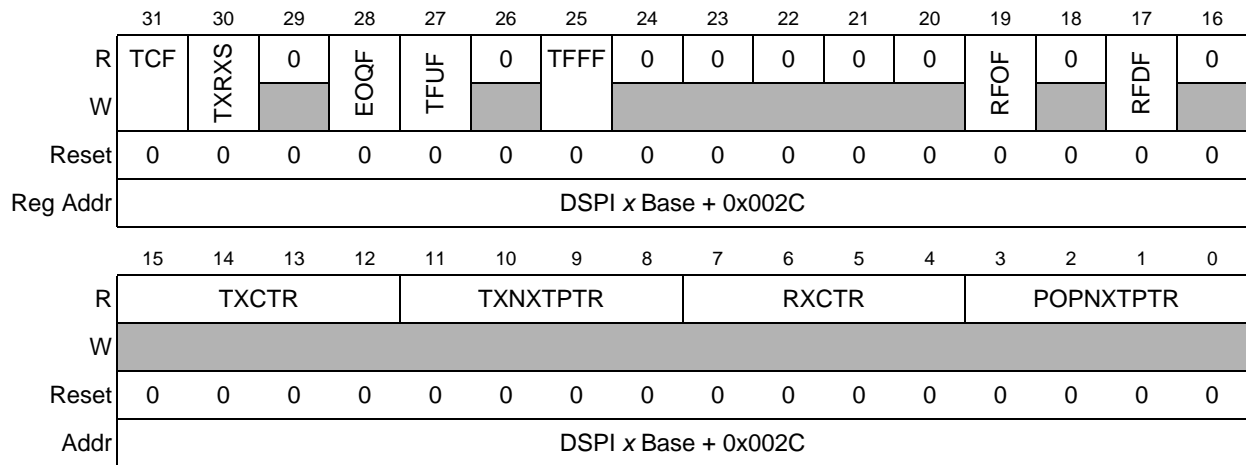 31 30 29 28 27 26 25 24 23 22 21 20 19 18 17 16
R TCF TXRXS 0 EOQF TFUF 0 TFFF 0 0 0 0 0 RFOF 0 RFDF 0
W
Reset 0 0 0 0 0 0 0 0 0 0 0 0 0 0 0 0
Reg Addr DSPI x Base + 0x002C
15 14 13 12 11 10 9 8 7 6 5 4 3 2 1 0
R TXCTR TXNXTPTR RXCTR POPNXTPTR
W
Reset 0 0 0 0 0 0 0 0 0 0 0 0 0 0 0 0
Addr DSPI x Base + 0x002C